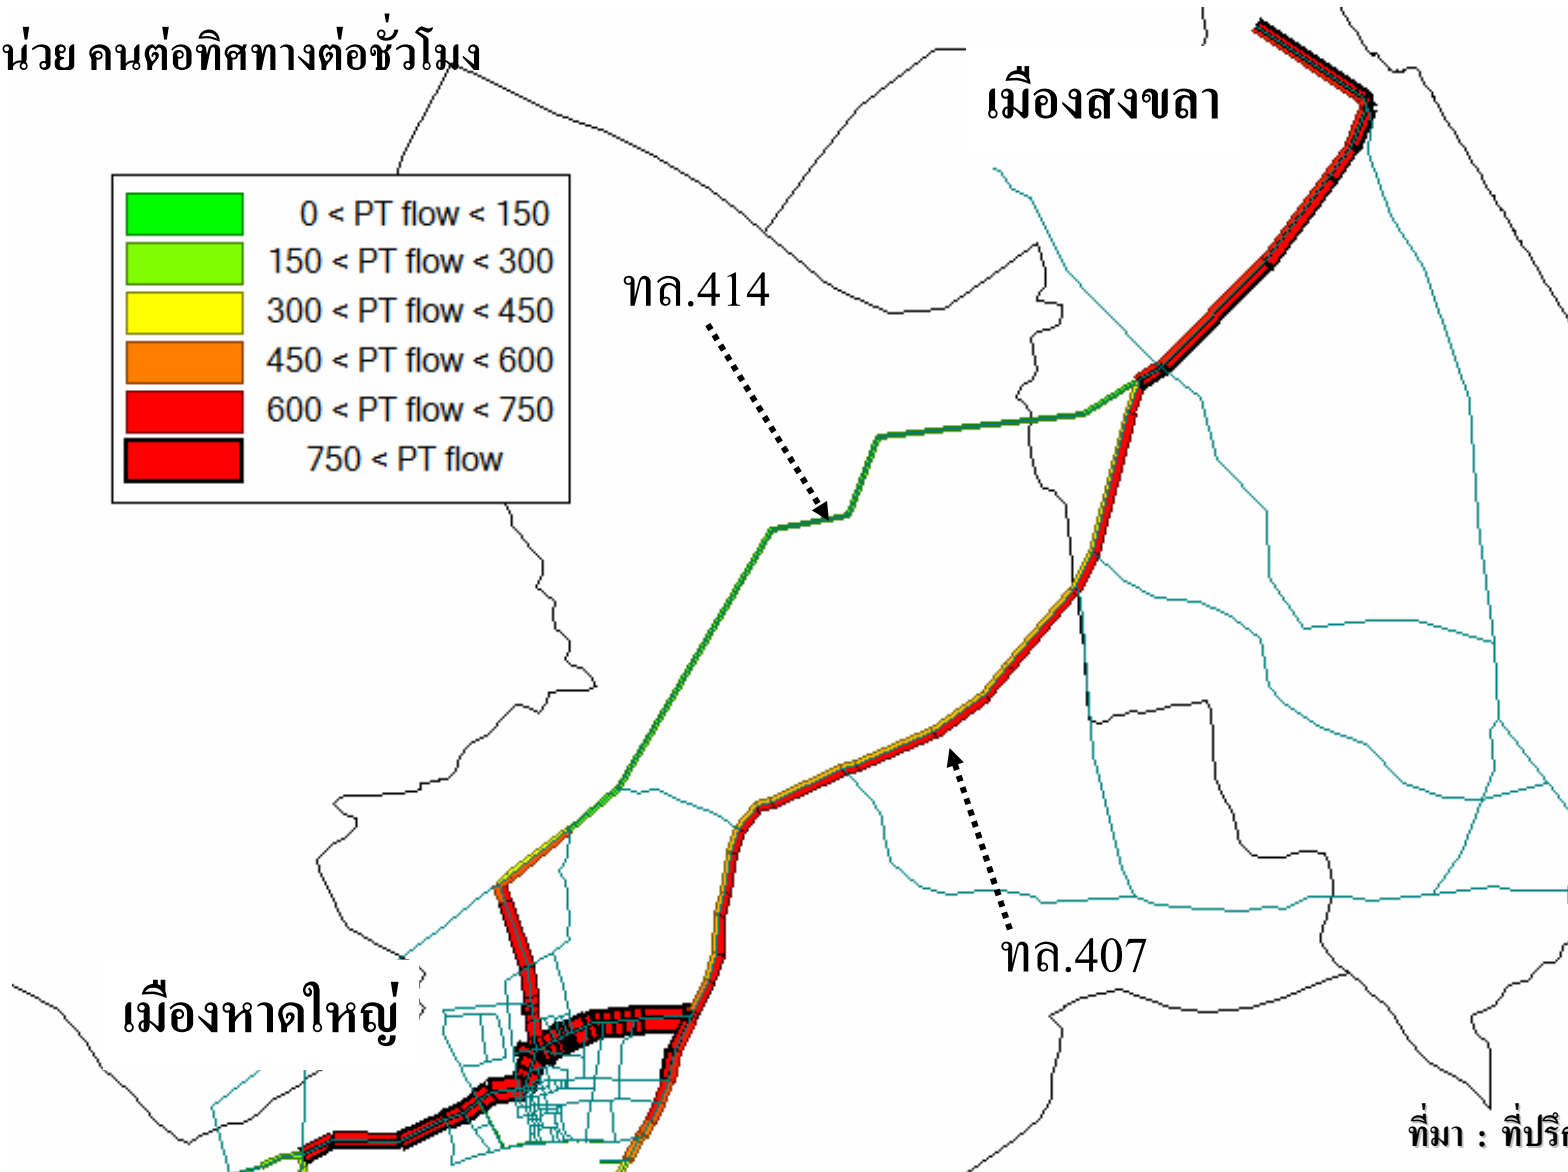 น่วย คนต่อทิศทางต่อชั่วโมง
เมืองสงขลา
0 < PT flow < 150
150 < PT flow < 300
300 < PT flow < 450
450 < PT flow < 600
600 < PT flow < 750
750 < PT flow
ทล.414
ทล.407
เมืองหาดใหญ่
ที่มา : ที่ปรึก